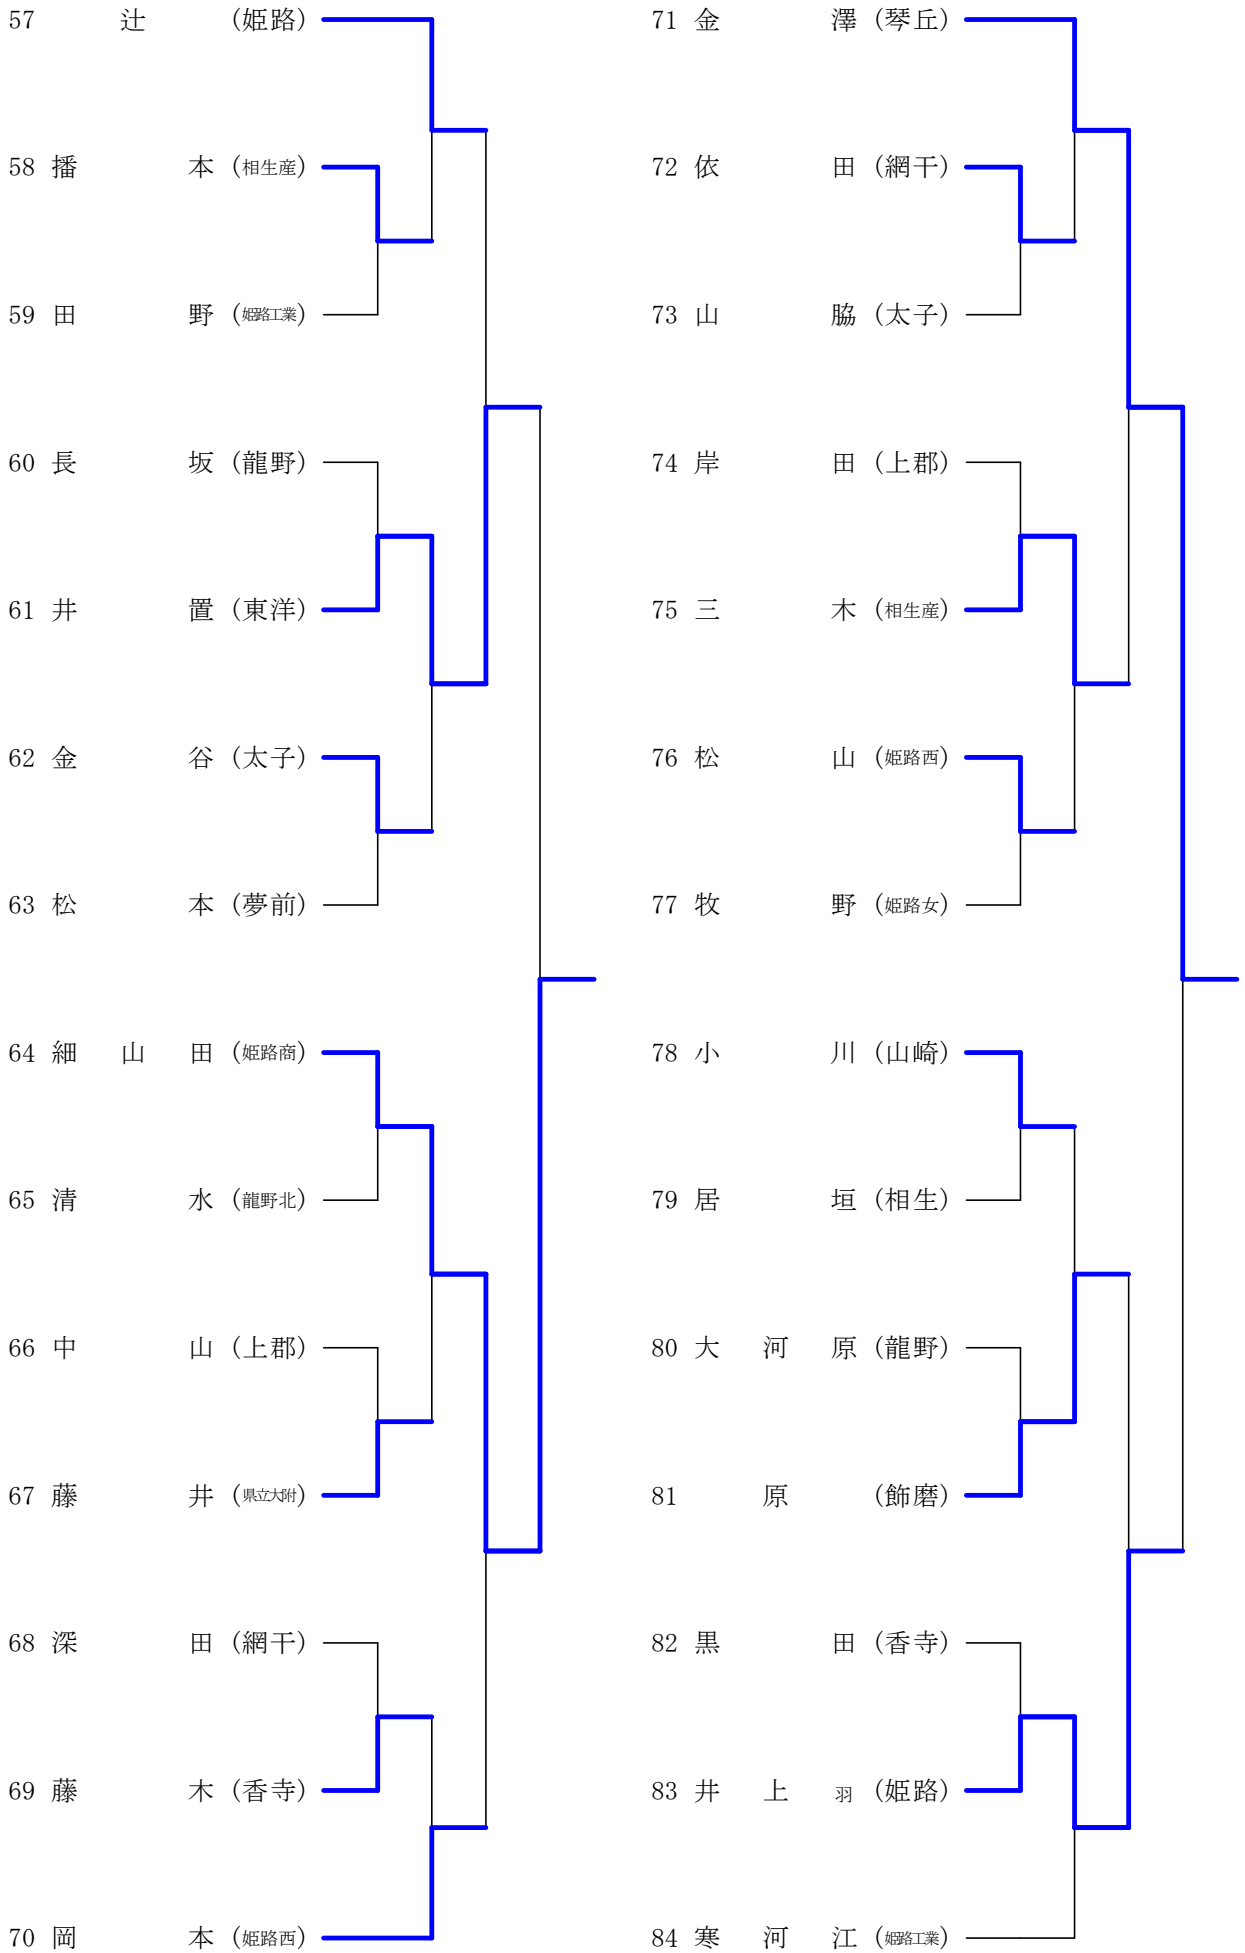 57 辻 (姫路)
58 播本 (相生産)
59 田野 (姫路工業)
60 長坂 (龍野)
61 井置 (東洋)
62 金谷 (太子)
63 松本 (夢前)
64 細山田 (姫路商)
65 清水 (龍野北)
66 中山 (上郡)
67 藤井 (県立大附)
68 深田 (網干)
69 藤木 (香寺)
70 岡本 (姫路西)
71 金澤 (琴丘)
72 依田 (網干)
73 山脇 (太子)
74 岸田 (上郡)
75 三木 (相生産)
76 松山 (姫路西)
77 牧野 (姫路女)
78 小川 (山崎)
79 居垣 (相生)
80 大河原 (龍野)
81 原 (飾磨)
82 黒田 (香寺)
83 井上羽 (姫路)
84 寒河江 (姫路工業)